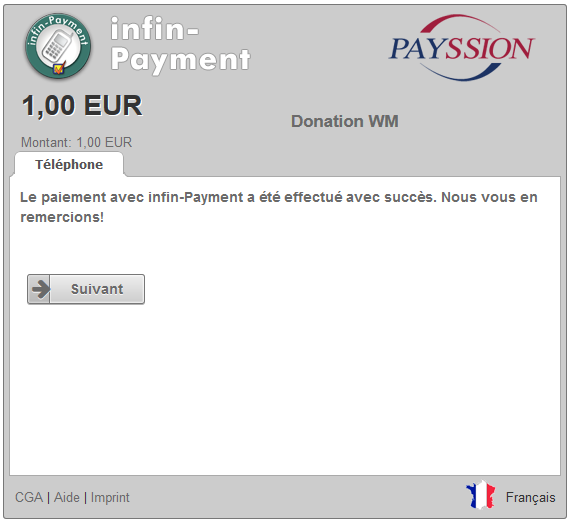 infin-Payment
infin-
Payment
PAYSSION
1,00 EUR
Donation WM
Montant: 1,00 EUR
Téléphone
Le paiement avec infin-Payment a été effectué avec succès. Nous vous en
remercions!
Suivant
CGA | Aide | Imprint
Français